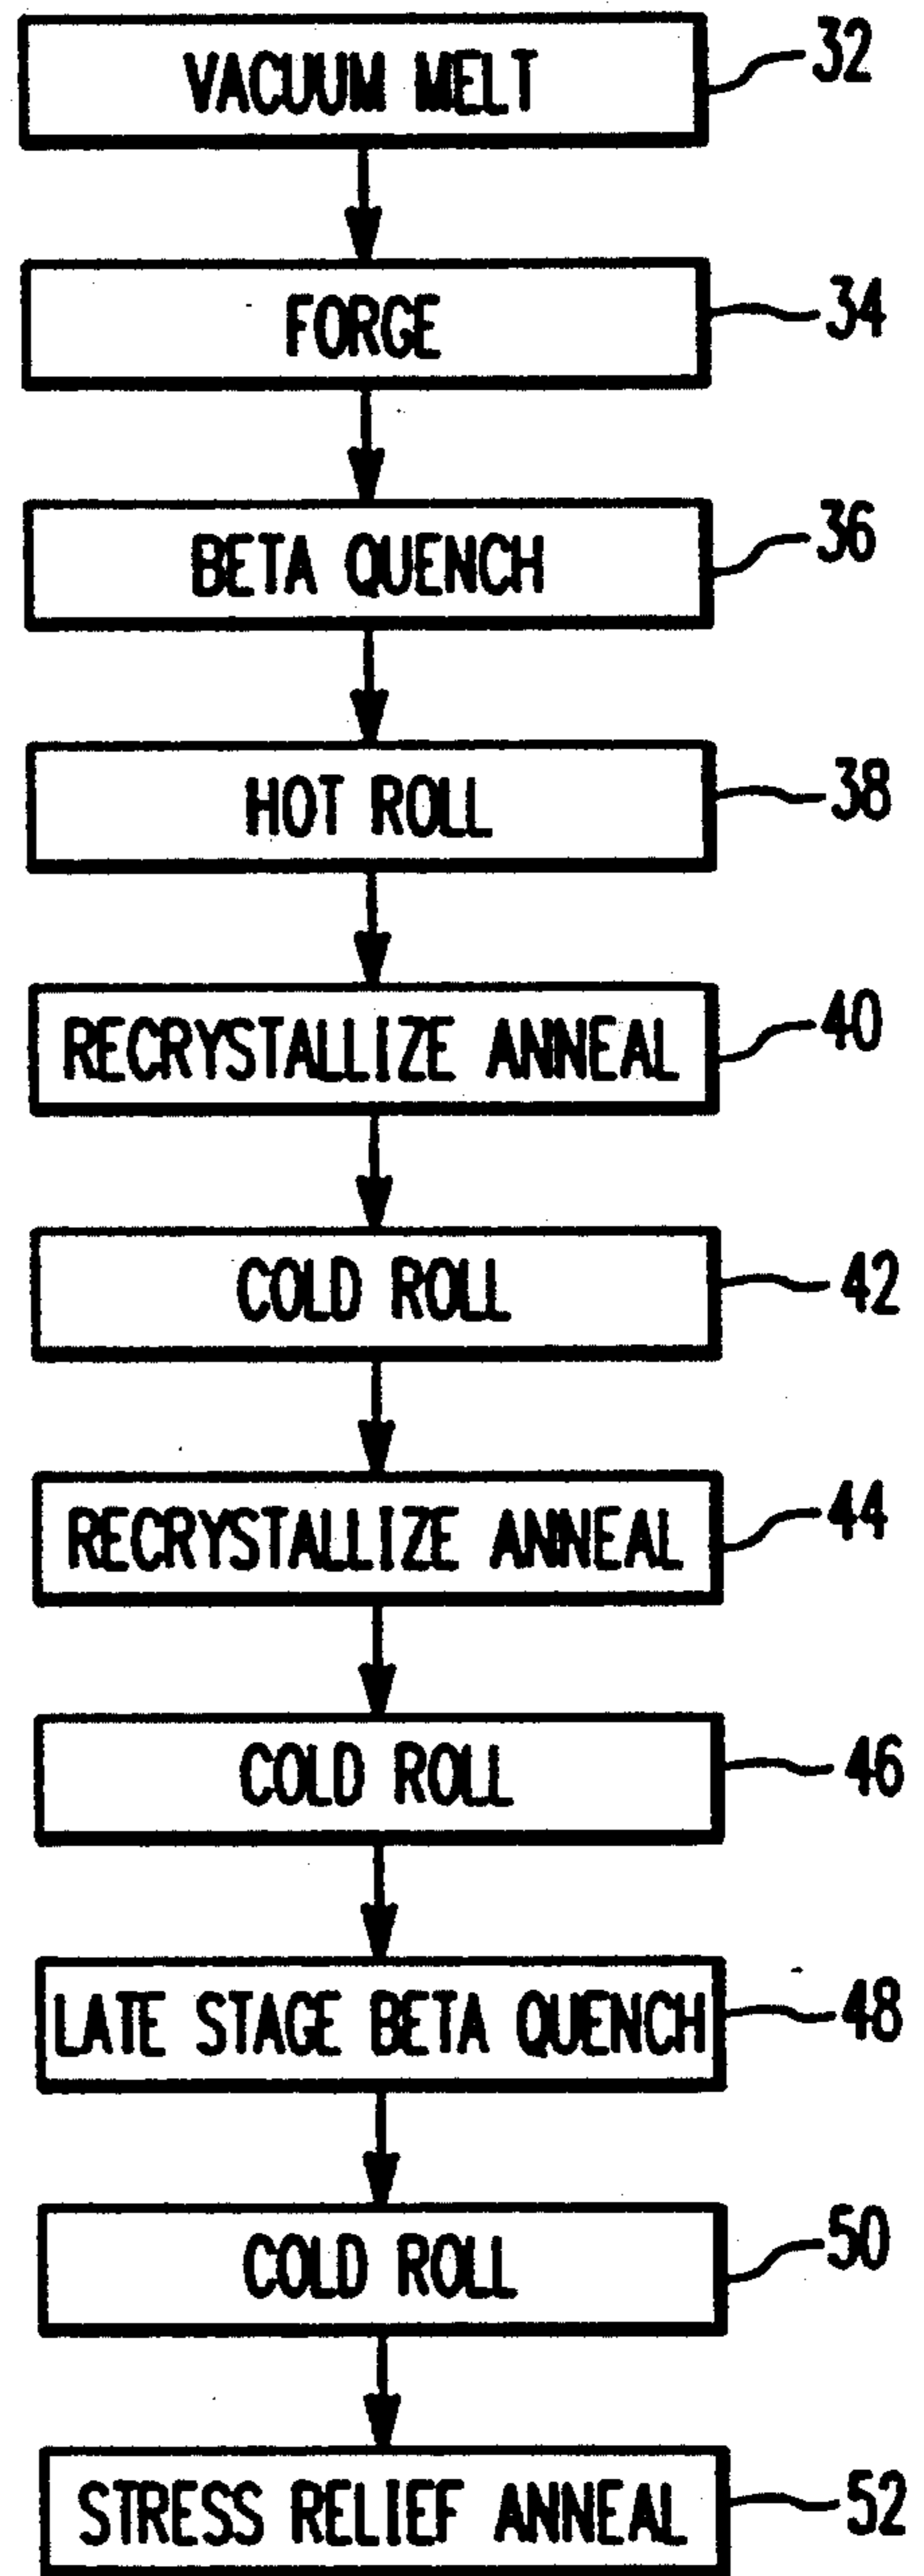 VACUUM MELT 32
FORGE 34
BETA QUENCH 36
HOT ROLL 38
RECRYSTALLIZE ANNEAL 40
COLD ROLL 42
RECRYSTALLIZE ANNEAL 44
COLD ROLL 46
LATE STAGE BETA QUENCH 48
COLD ROLL 50
STRESS RELIEF ANNEAL 52